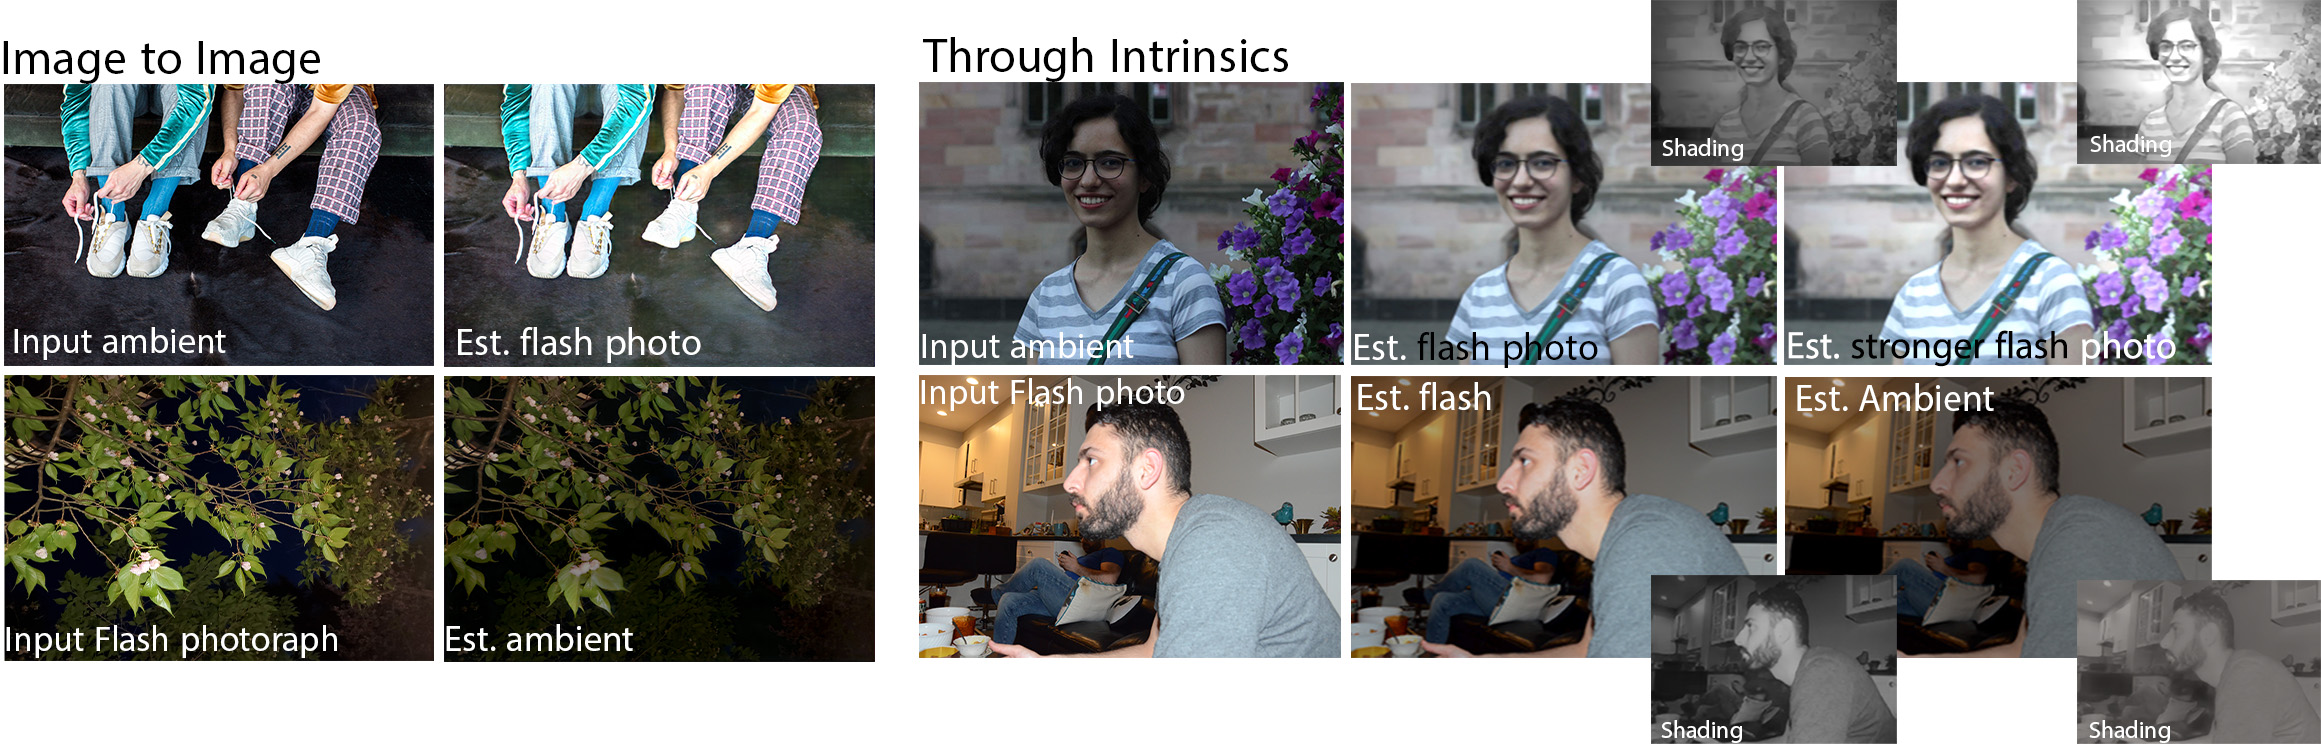 Image to Image
Input ambient
Est. flash photo
Input Flash photoraph
Est. ambient
Through Intrinsics
Input ambient
Est. flash photo
Shading
Est. stronger flash photo
Shading
Input Flash photo
Est. flash
Shading
Est. Ambient
Shading